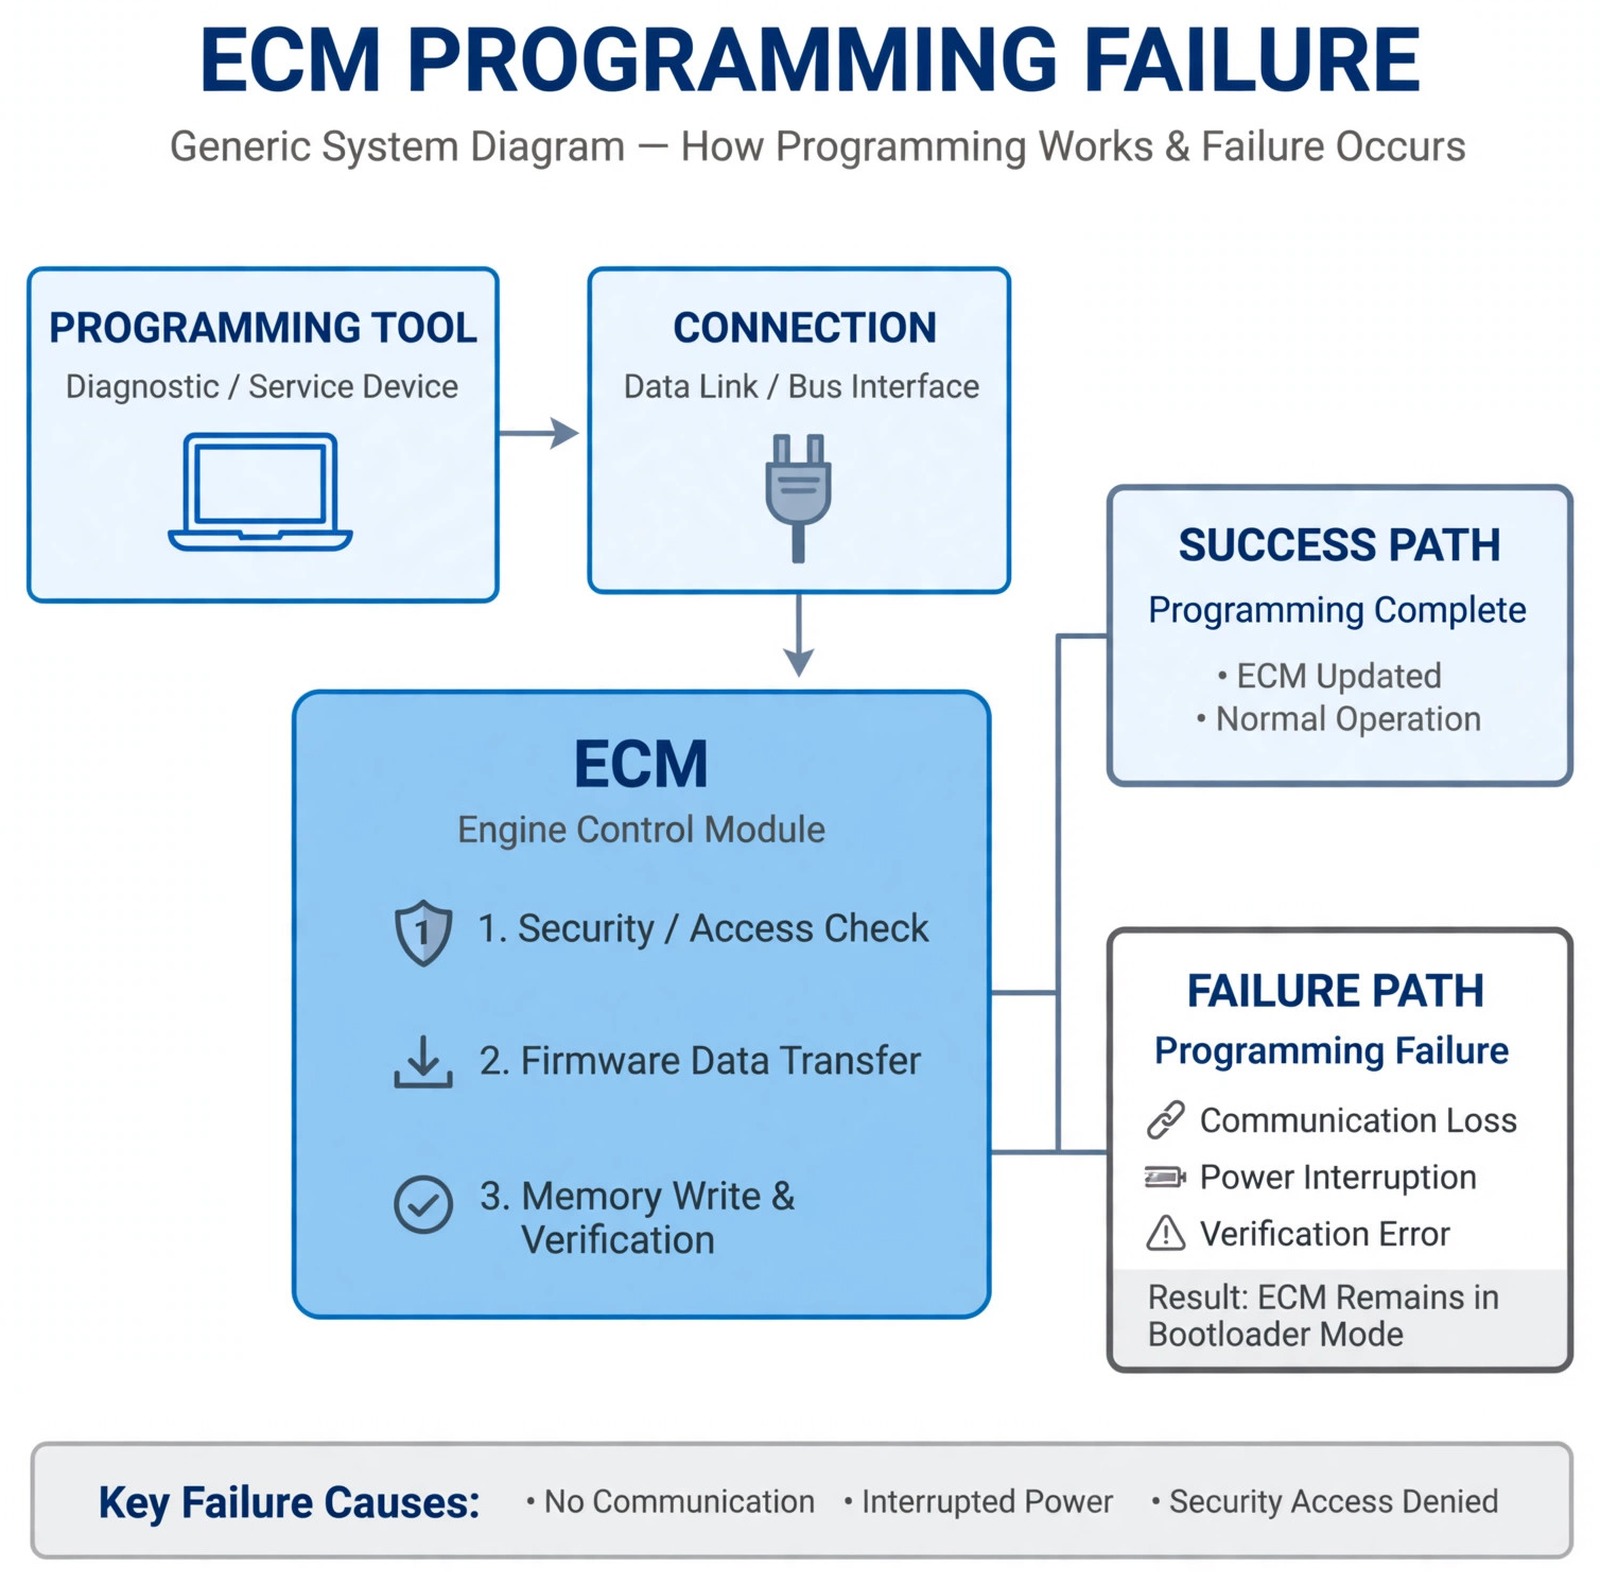 ECM PROGRAMMING FAILURE
Generic System Diagram — How Programming Works & Failure Occurs
PROGRAMMING TOOL
Diagnostic / Service Device
CONNECTION
Data Link / Bus Interface
SUCCESS PATH
Programming Complete
• ECM Updated
• Normal Operation
ECM
Engine Control Module
1
1. Security / Access Check
2. Firmware Data Transfer
3. Memory Write &
Verification
FAILURE PATH
Programming Failure
Communication Loss
Power Interruption
Verification Error
Result: ECM Remains in
Bootloader Mode
Key Failure Causes: • No Communication • Interrupted Power • Security Access Denied